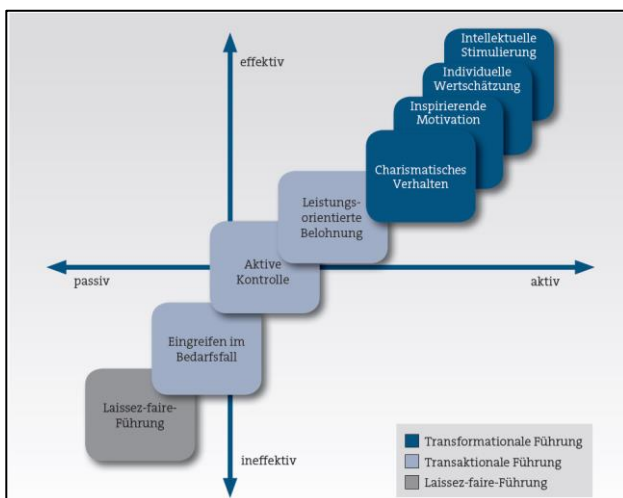 Intellektuelle
Stimulierung
effektiv
Individuelle
Wertschätzung
Inspirierende
Motivation
Charismatisches
Verhalten
Leistungs-
orientierte
Belohnung
Aktive
Kontrolle
passiv
aktiv
Eingreifen im
Bedarfsfall
Laissez-faire-
Führung
ineffektiv
Transformationale Führung
Transaktionale Führung
Laissez-faire-Führung